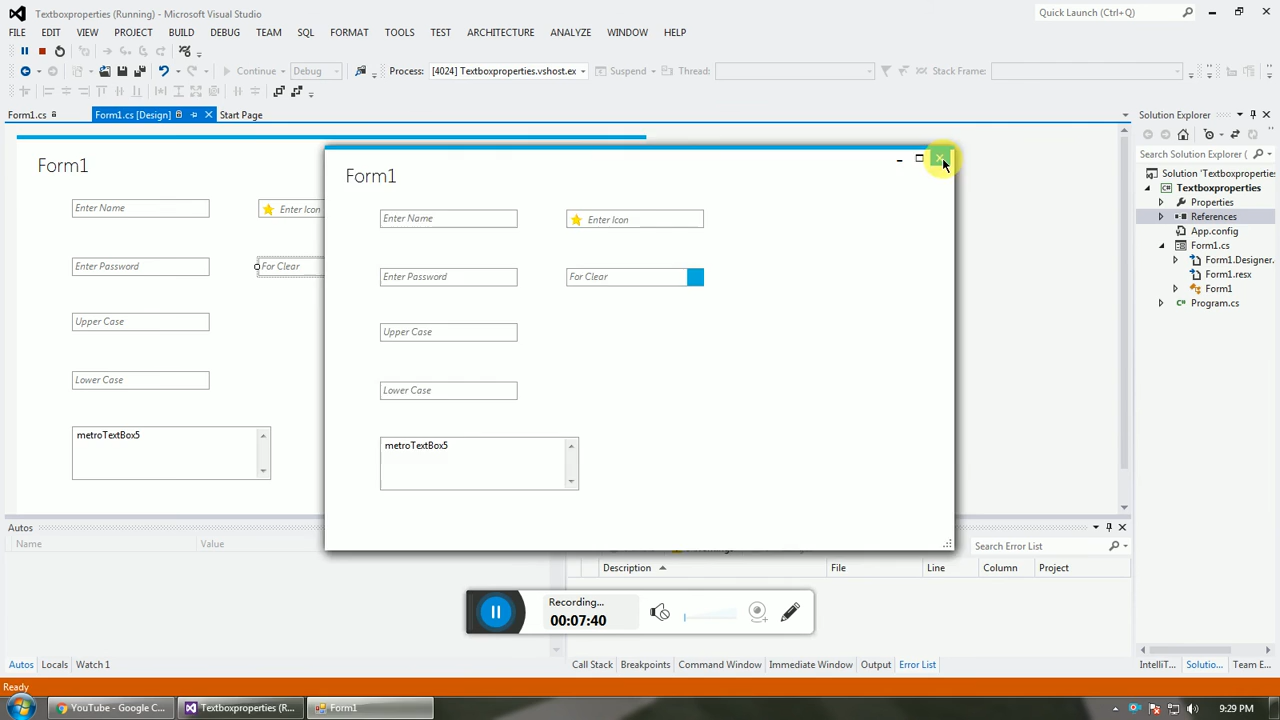 Textboxproperties (Running) - Microsoft Visual Studio
Quick Launch (Ctrl+Q)
FILE EDIT VIEW PROJECT BUILD DEBUG TEAM SQL FORMAT TOOLS TEST ARCHITECTURE ANALYZE WINDOW HELP
Continue Debug Process: [4024] Textboxproperties.vshost.ex Suspend Thread: Stack Frame:
Form1.cs Form1.cs [Design] Start Page
Solution Explorer
Search Solution Explorer (
Solution 'Textboxproperties
Textboxproperties
Properties
References
App.config
Form1.cs
Form1.Designer.
Form1.resx
Form1
Program.cs
Form1
Enter Name Enter Icon
Enter Password For Clear
Upper Case
Lower Case
metroTextBox5
Form1
Enter Name Enter Icon
Enter Password For Clear
Upper Case
Lower Case
metroTextBox5
Autos
Name Value
Search Error List
Description File Line Column Project
Recording...
00:07:40
Autos Locals Watch 1
Call Stack Breakpoints Command Window Immediate Window Output Error List
IntelliT... Solutio... Team E...
Ready
YouTube - Google C... Textboxproperties (R... Form1
9:29 PM